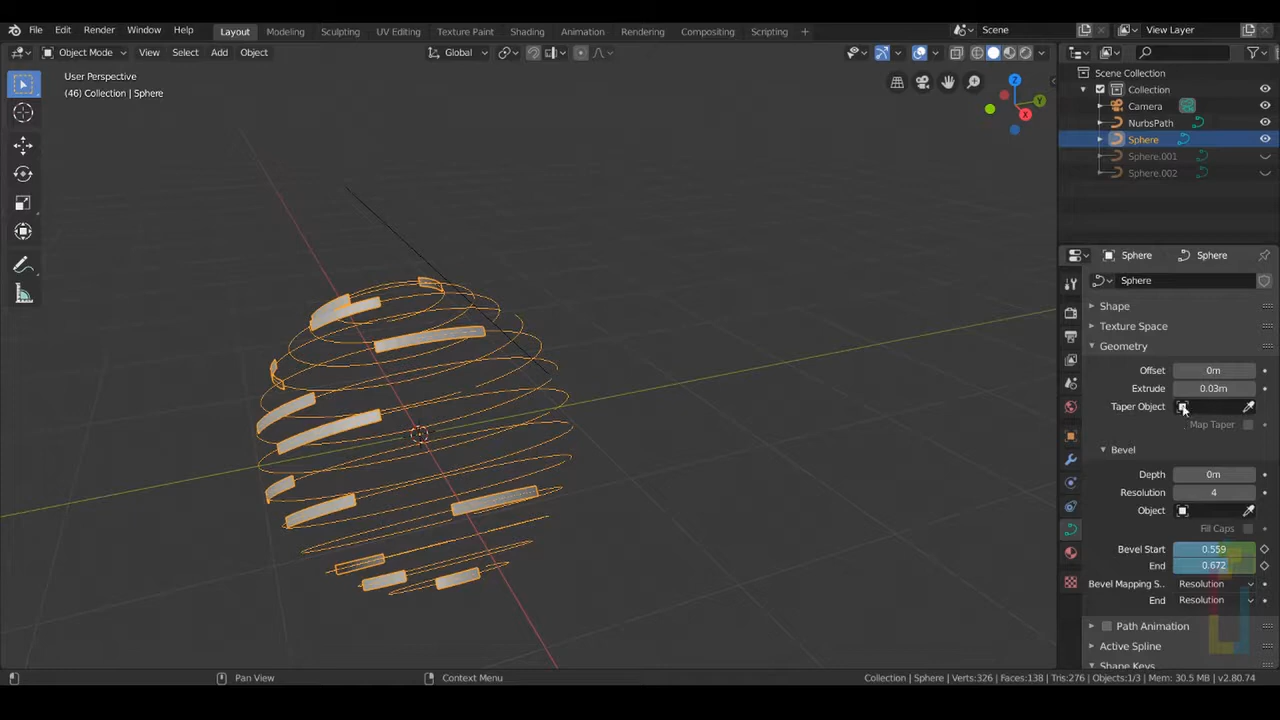 File Edit Render Window Help Layout Modeling Sculpting UV Editing Texture Paint Shading Animation Rendering Compositing Scripting + Scene View Layer
Object Mode View Select Add Object Global
User Perspective
(46) Collection | Sphere
Z
Y
X
Scene Collection
Collection
Camera
NurbsPath
Sphere
Sphere.001
Sphere.002
Sphere Sphere
Sphere
Shape
Texture Space
Geometry
Offset 0m
Extrude 0.03m
Taper Object
Map Taper
Bevel
Depth 0m
Resolution 4
Object
Fill Caps
Bevel Start 0.559
End 0.672
Bevel Mapping S.. Resolution
End Resolution
Path Animation
Active Spline
Shape Keys
Pan View Context Menu Collection | Sphere | Verts:326 | Faces:138 | Tris:276 | Objects:1/3 | Mem: 30.5 MB | v2.80.74